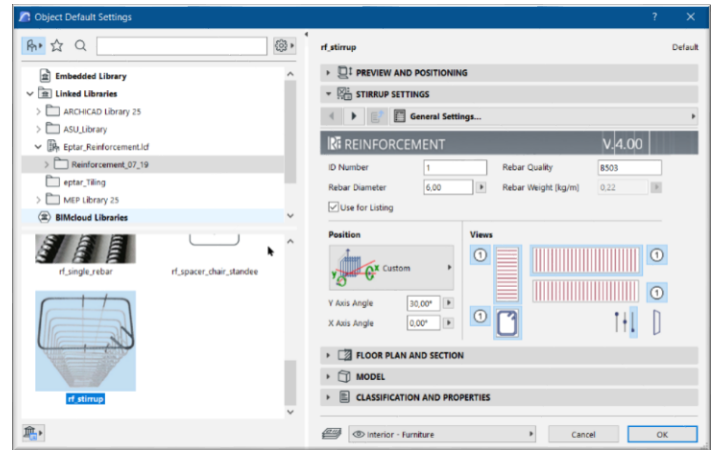 Object Default Settings
? ×
rf_stirrup Default
Embedded Library
Linked Libraries
ARCHICAD Library 25
ASU_Library
Eptar_Reinforcement.lcf
Reinforcement_07_19
eptar_Tiling
MEP Library 25
BIMcloud Libraries
rf_single_rebar
rf_spacer_chair_standee
rf_stirrup
PREVIEW AND POSITIONING
STIRRUP SETTINGS
General Settings...
REINFORCEMENT V.4.00
ID Number 1 Rebar Quality B503
Rebar Diameter 6,00 Rebar Weight [kg/m] 0,22
Use for Listing
Position Views
Y X Custom
1 1 1 1
Y Axis Angle 30,00°
X Axis Angle 0,00°
FLOOR PLAN AND SECTION
MODEL
CLASSIFICATION AND PROPERTIES
Interior - Furniture
Cancel OK